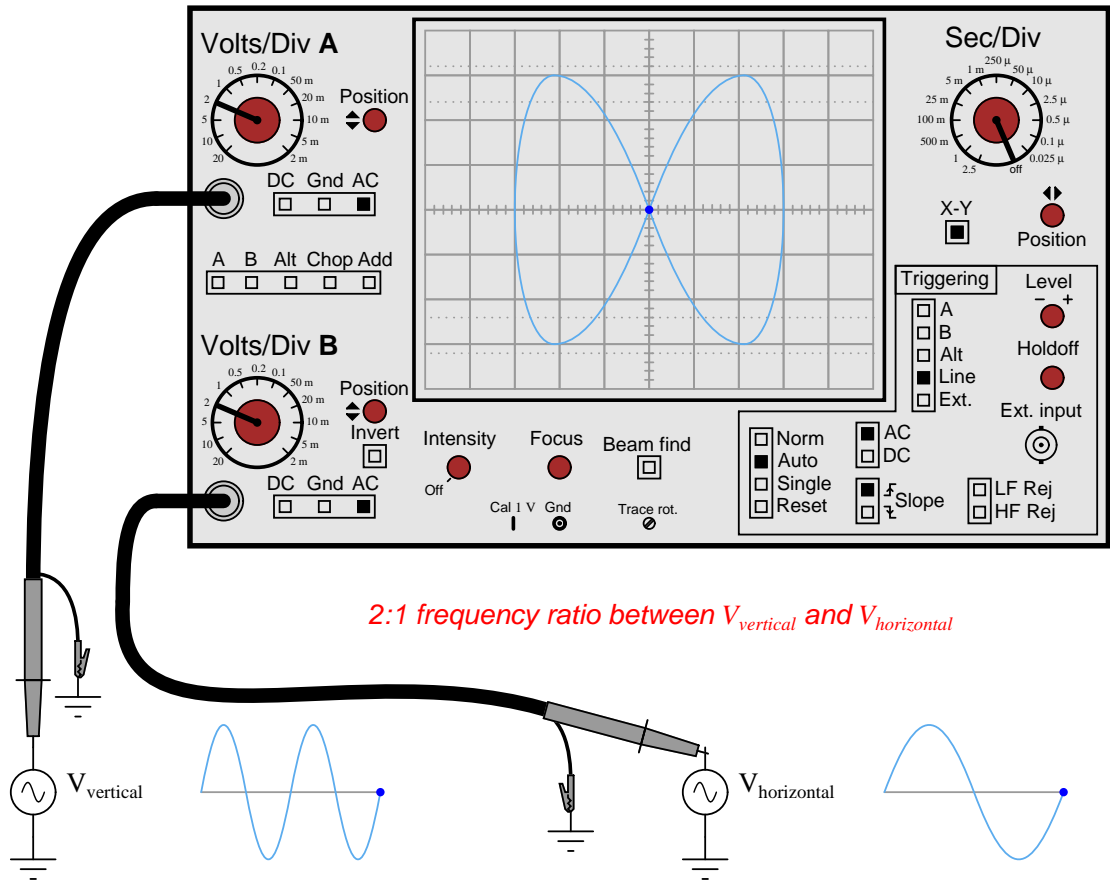 Volts/Div A
0.5 0.2 0.1
1 50 m
2 20 m
5 10 m
10 5 m
20 2 m
Position
DC Gnd AC
A B Alt Chop Add
Volts/Div B
0.5 0.2 0.1
1 50 m
2 20 m
5 10 m
10 5 m
20 2 m
Position
Invert
DC Gnd AC
Intensity
Off
Focus
Beam find
Cal 1 V Gnd
Trace rot.
Sec/Div
250 µ
1 m 50 µ
5 m 10 µ
25 m 2.5 µ
100 m 0.5 µ
500 m 0.1 µ
1 0.025 µ
2.5 off
X-Y
Position
Triggering
A
B
Alt
Line
Ext.
Level
− +
Holdoff
Ext. input
Norm
Auto
Single
Reset
AC
DC
Slope
LF Rej
HF Rej
2:1 frequency ratio between Vvertical and Vhorizontal
Vvertical
Vhorizontal